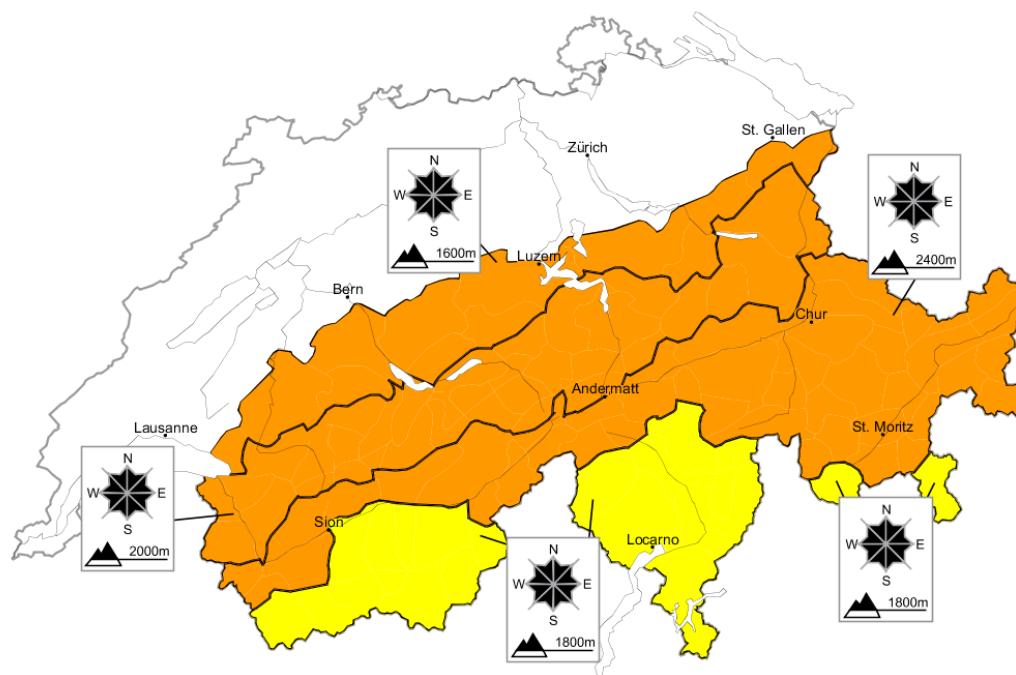 St. Gallen
Zürich
N
W E
S
1600m
N
W E
S
2400m
Luzern
Bern
Chur
Andermatt
Lausanne
St. Moritz
N
W E
S
2000m
Sion
Locarno
N
W E
S
1800m
N
W E
S
1800m